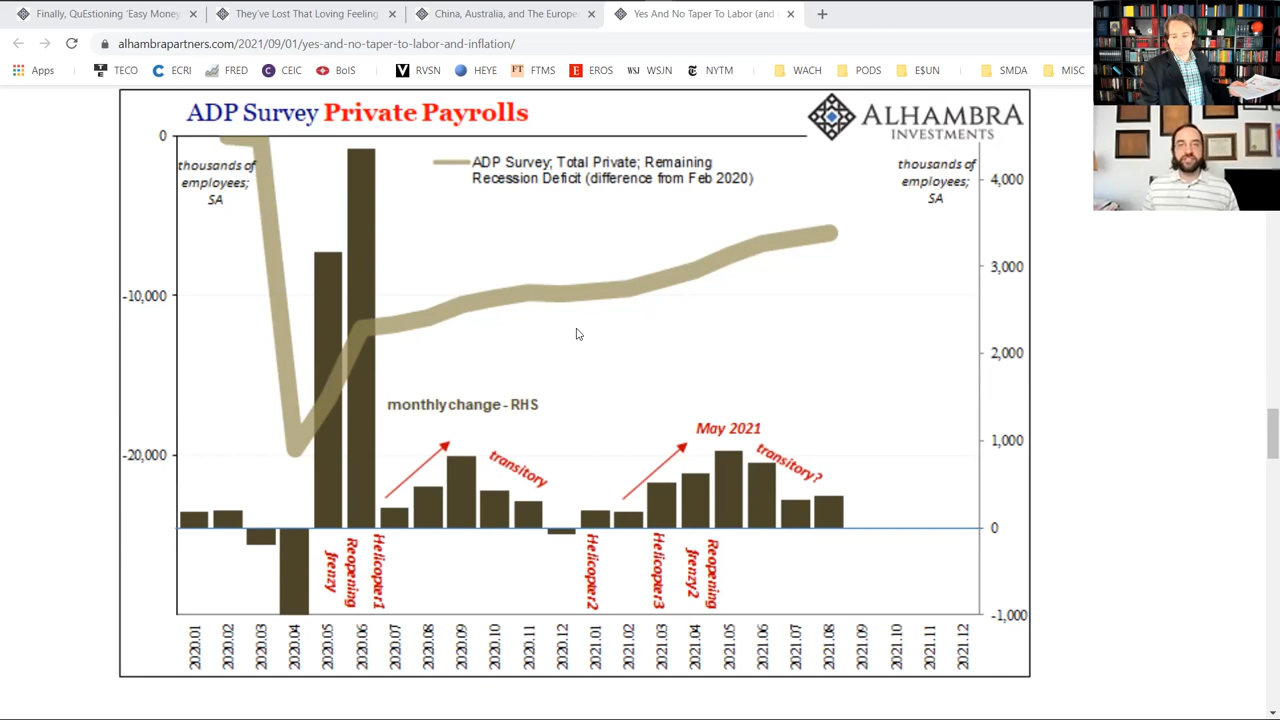 Finally, QuEstioning 'Easy Money
They've Lost That Loving Feeling
China, Australia, and The Europe
Yes And No Taper To Labor (and
alhambrapartners.com/2021/09/01/yes-and-no-taper-to-labor-and-inflation/
Apps
TECO
ECRI
FRED
CEIC
BoIS
RVSN
HEYE
FTNE
EROS
WSJN
NYTM
WACH
PODS
E$UN
SMDA
MISC
ADP Survey Private Payrolls
ALHAMBRA
INVESTMENTS
ADP Survey; Total Private; Remaining
Recession Deficit (difference from Feb 2020)
thousands of
employees;
SA
thousands of
employees;
SA
0
-10,000
-20,000
4,000
3,000
2,000
1,000
0
-1,000
monthly change - RHS
transitory
May 2021
transitory?
Reopening
frenzy
Helicopter1
Helicopter2
Helicopter3
Reopening
frenzy2
2020.01
2020.02
2020.03
2020.04
2020.05
2020.06
2020.07
2020.08
2020.09
2020.10
2020.11
2020.12
2021.01
2021.02
2021.03
2021.04
2021.05
2021.06
2021.07
2021.08
2021.09
2021.10
2021.11
2021.12